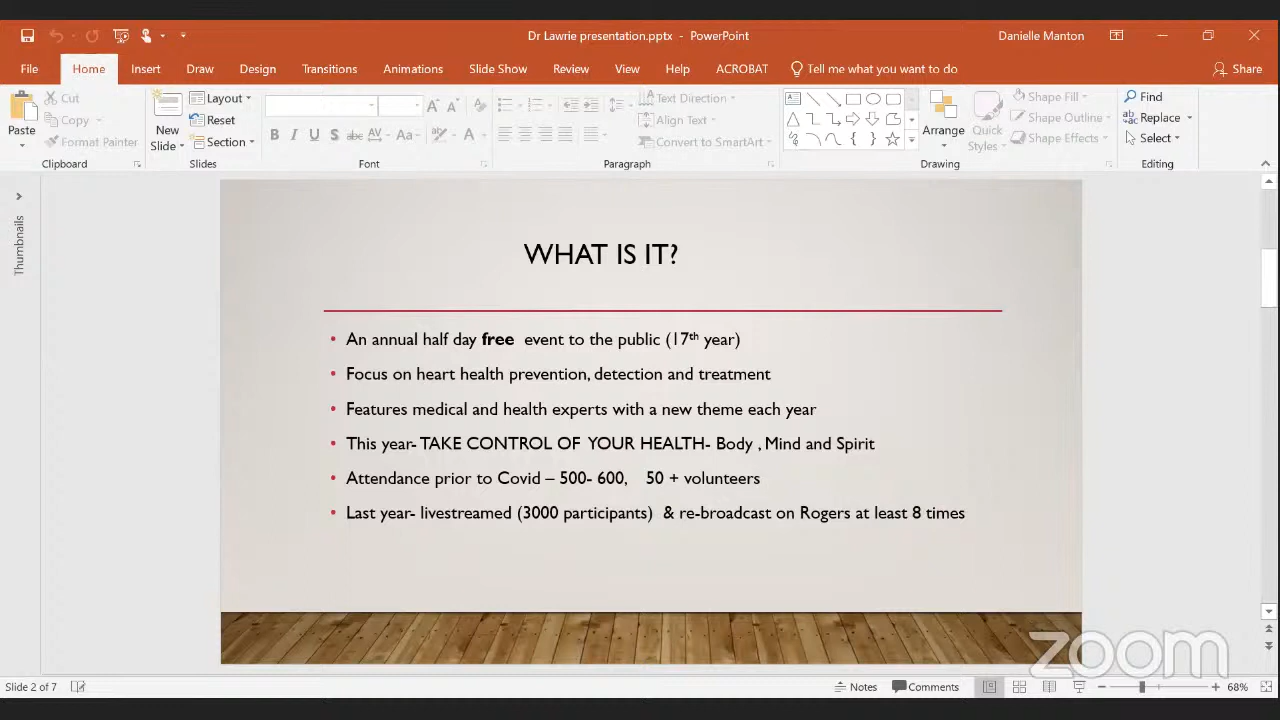 Dr Lawrie presentation.pptx - PowerPoint
Danielle Manton
File Home Insert Draw Design Transitions Animations Slide Show Review View Help ACROBAT Tell me what you want to do Share
Paste
Cut
Copy
Format Painter
Clipboard
New Slide
Layout
Reset
Section
Slides
B I U S abc AV Aa A
Font
Text Direction
Align Text
Convert to SmartArt
Paragraph
Arrange
Quick Styles
Shape Fill
Shape Outline
Shape Effects
Drawing
Find
Replace
Select
Editing
Thumbnails
WHAT IS IT?
• An annual half day free event to the public (17th year)
• Focus on heart health prevention, detection and treatment
• Features medical and health experts with a new theme each year
• This year- TAKE CONTROL OF YOUR HEALTH- Body , Mind and Spirit
• Attendance prior to Covid – 500- 600, 50 + volunteers
• Last year- livestreamed (3000 participants) & re-broadcast on Rogers at least 8 times
zoom
Slide 2 of 7
Notes Comments 68%